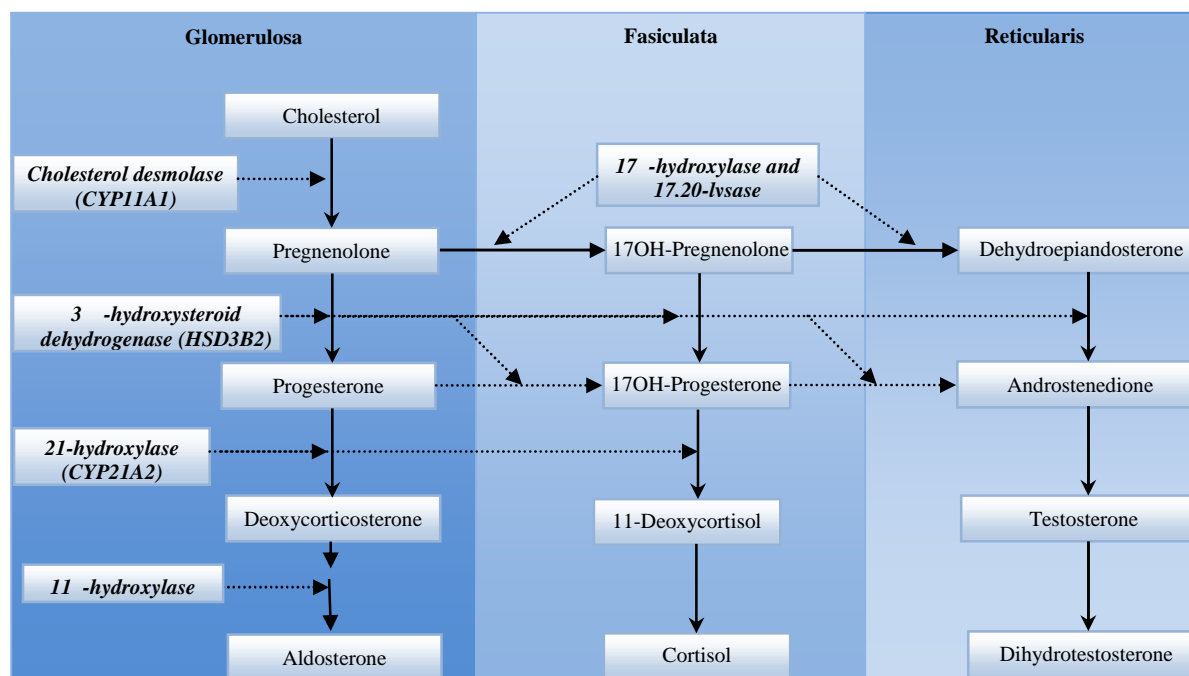 Glomerulosa
Fasiculata
Reticularis
Cholesterol
Cholesterol desmolase
(CYP11A1)
17 -hydroxylase and
17.20-lvsase
Pregnenolone
17OH-Pregnenolone
Dehydroepiandosterone
3 -hydroxysteroid
dehydrogenase (HSD3B2)
Progesterone
17OH-Progesterone
Androstenedione
21-hydroxylase
(CYP21A2)
Deoxycorticosterone
11-Deoxycortisol
Testosterone
11 -hydroxylase
Aldosterone
Cortisol
Dihydrotestosterone